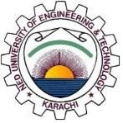 NED UNIVERSITY OF ENGINEERING & TECHNOLOGY
KARACHI